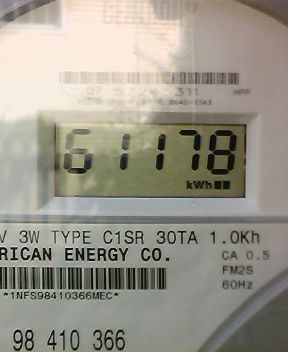 61178
kWh
V 3W TYPE C1SR 30TA 1.0Kh
RICAN ENERGY CO.
CA 0.5
FM2S
60Hz
*1NFS98410366MEC*
98 410 366